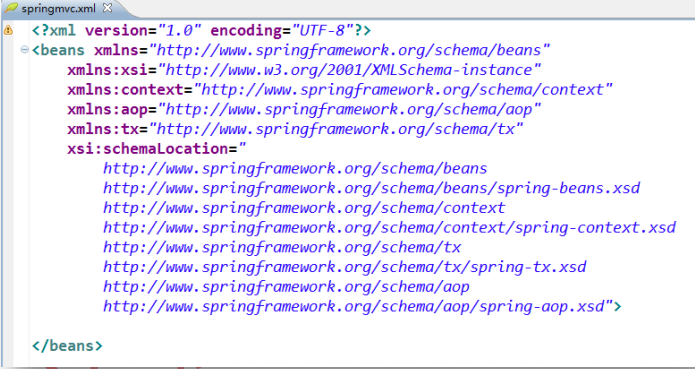 springmvc.xml
<?xml version="1.0" encoding="UTF-8"?>
<beans xmlns="http://www.springframework.org/schema/beans"
    xmlns:xsi="http://www.w3.org/2001/XMLSchema-instance"
    xmlns:context="http://www.springframework.org/schema/context"
    xmlns:aop="http://www.springframework.org/schema/aop"
    xmlns:tx="http://www.springframework.org/schema/tx"
    xsi:schemaLocation="
        http://www.springframework.org/schema/beans
        http://www.springframework.org/schema/beans/spring-beans.xsd
        http://www.springframework.org/schema/context
        http://www.springframework.org/schema/context/spring-context.xsd
        http://www.springframework.org/schema/tx
        http://www.springframework.org/schema/tx/spring-tx.xsd
        http://www.springframework.org/schema/aop
        http://www.springframework.org/schema/aop/spring-aop.xsd">
</beans>